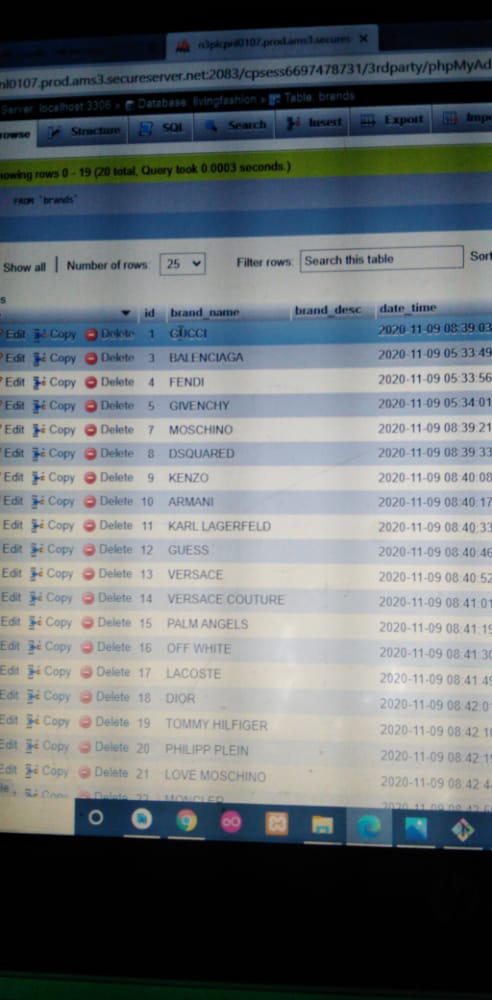 n3plcpnl0107.prod.ams3.secures ×
nl0107.prod.ams3.secureserver.net:2083/cpsess6697478731/3rdparty/phpMyAd
Server: localhost:3306 » Database: livingfashion » Table: brands
rowse Structure SQL Search Insert Export Impo
howing rows 0 - 19 (20 total, Query took 0.0003 seconds.)
FROM `brands`
Show all | Number of rows: 25 Filter rows: Search this table Sort
s
id brand_name brand_desc date_time
Edit Copy Delete 1 GUCCI 2020-11-09 08:39:03
Edit Copy Delete 3 BALENCIAGA 2020-11-09 05:33:49
Edit Copy Delete 4 FENDI 2020-11-09 05:33:56
Edit Copy Delete 5 GIVENCHY 2020-11-09 05:34:01
Edit Copy Delete 7 MOSCHINO 2020-11-09 08:39:21
Edit Copy Delete 8 DSQUARED 2020-11-09 08:39:33
Edit Copy Delete 9 KENZO 2020-11-09 08:40:08
Edit Copy Delete 10 ARMANI 2020-11-09 08:40:17
Edit Copy Delete 11 KARL LAGERFELD 2020-11-09 08:40:33
Edit Copy Delete 12 GUESS 2020-11-09 08:40:46
Edit Copy Delete 13 VERSACE 2020-11-09 08:40:52
Edit Copy Delete 14 VERSACE COUTURE 2020-11-09 08:41:01
Edit Copy Delete 15 PALM ANGELS 2020-11-09 08:41:19
Edit Copy Delete 16 OFF WHITE 2020-11-09 08:41:30
Edit Copy Delete 17 LACOSTE 2020-11-09 08:41:49
Edit Copy Delete 18 DIOR 2020-11-09 08:42:0
Edit Copy Delete 19 TOMMY HILFIGER 2020-11-09 08:42:10
Edit Copy Delete 20 PHILIPP PLEIN 2020-11-09 08:42:1
Edit Copy Delete 21 LOVE MOSCHINO 2020-11-09 08:42:4
Copy Delete 22 MONCLER 2020-11-09 08:42